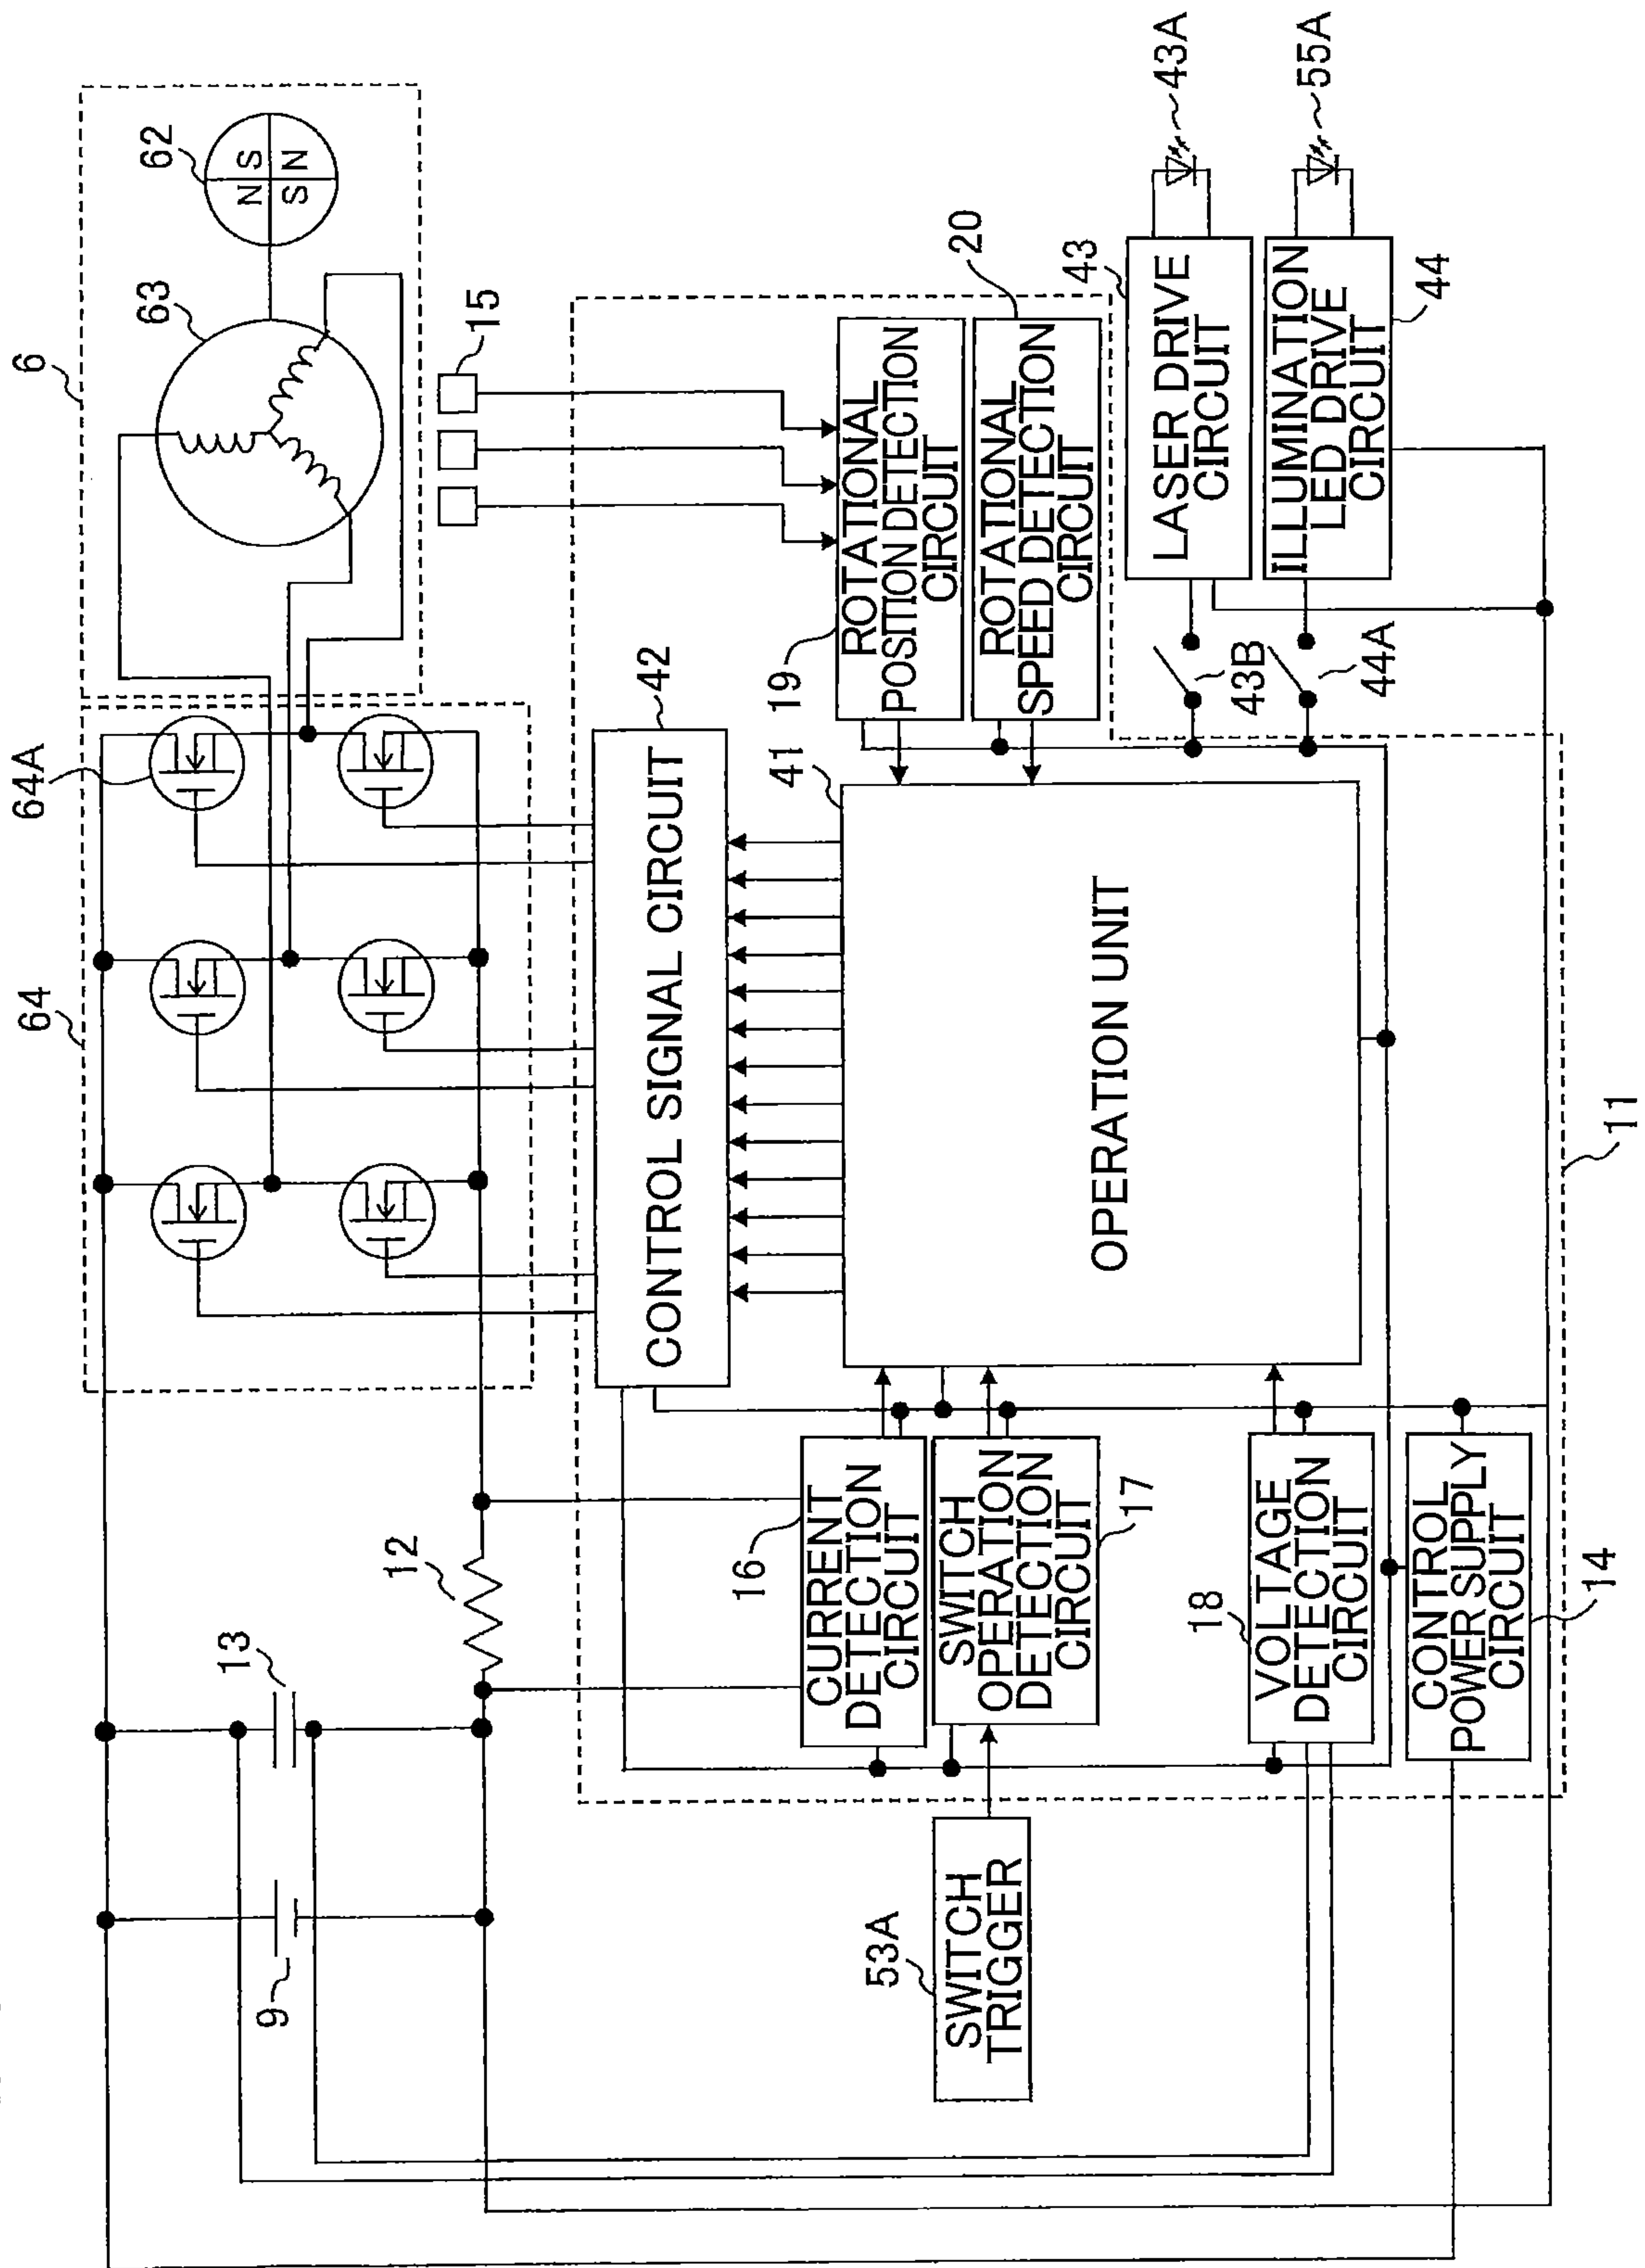 6
62
63
N S
S N
15
64A
64
42
CONTROL SIGNAL CIRCUIT
12
13
9
19
ROTATIONAL
POSITION DETECTION
CIRCUIT
20
ROTATIONAL
SPEED DETECTION
CIRCUIT
41
OPERATION UNIT
16
CURRENT
DETECTION
CIRCUIT
SWITCH
OPERATION
DETECTION
CIRCUIT
17
18
VOLTAGE
DETECTION
CIRCUIT
CONTROL
POWER SUPPLY
CIRCUIT
14
53A
SWITCH
TRIGGER
43
LASER DRIVE
CIRCUIT
43A
43B
ILLUMINATION
LED DRIVE
CIRCUIT
44
55A
44A
11